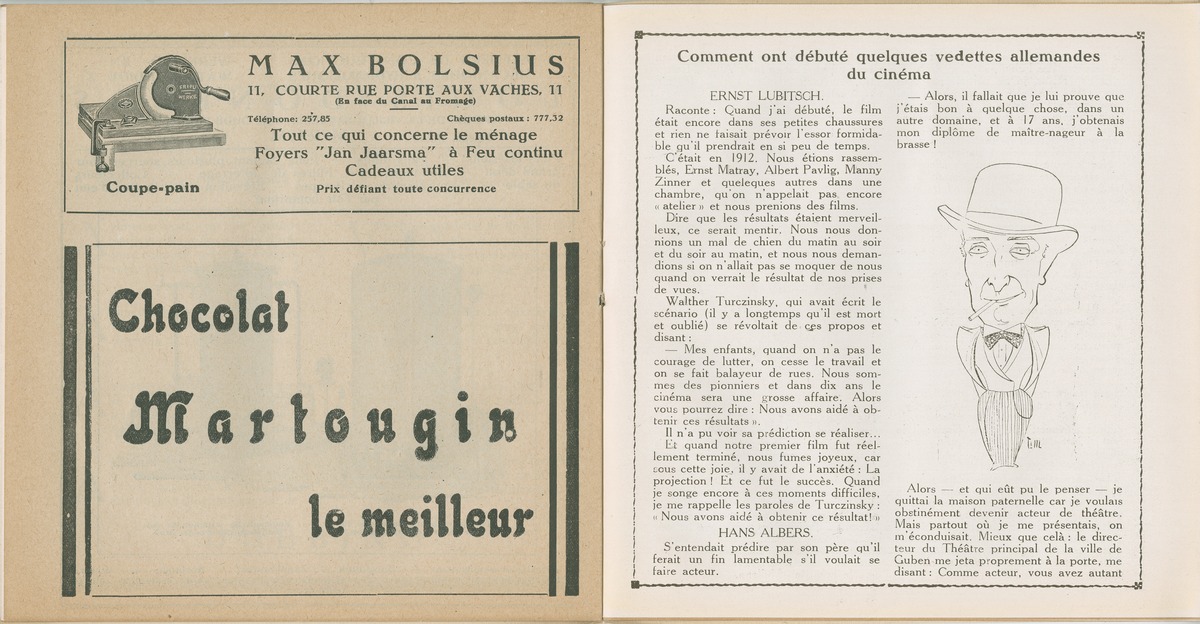 MAX BOLSIUS
11, COURTE RUE PORTE AUX VACHES, 11
(En face du Canal au Fromage)
Téléphone: 257,85 Chèques postaux : 777,32
Tout ce qui concerne le ménage
Foyers "Jan Jaarsma" à Feu continu
Cadeaux utiles
Prix défiant toute concurrence
Coupe-pain
Chocolat
Martougin
le meilleur
Comment ont débuté quelques vedettes allemandes
du cinéma
ERNST LUBITSCH.
Raconte : Quand j'ai débuté, le film
était encore dans ses petites chaussures
et rien ne faisait prévoir l'essor formida-
ble qu'il prendrait en si peu de temps.
C'était en 1912. Nous étions rassem-
blés, Ernst Matray, Albert Pavlig, Manny
Zinner et queleques autres dans une
chambre, qu'on n'appelait pas encore
« atelier » et nous prenions des films.
Dire que les résultats étaient merveil-
leux, ce serait mentir. Nous nous don-
nions un mal de chien du matin au soir
et du soir au matin, et nous nous deman-
dions si on n'allait pas se moquer de nous
quand on verrait le résultat de nos prises
de vues.
Walther Turczinsky, qui avait écrit le
scénario (il y a longtemps qu'il est mort
et oublié) se révoltait de ces propos et
disant :
— Mes enfants, quand on n'a pas le
courage de lutter, on cesse le travail et
on se fait balayeur de rues. Nous som-
mes des pionniers et dans dix ans le
cinéma sera une grosse affaire. Alors
vous pourrez dire : Nous avons aidé à ob-
tenir ces résultats ».
Il n'a pu voir sa prédiction se réaliser...
Et quand notre premier film fut réel-
lement terminé, nous fumes joyeux, car
sous cette joie, il y avait de l'anxiété : La
projection ! Et ce fut le succès. Quand
je songe encore à ces moments difficiles,
je me rappelle les paroles de Turczinsky :
« Nous avons aidé à obtenir ce résultat! »
HANS ALBERS.
S'entendait prédire par son père qu'il
ferait un fin lamentable s'il voulait se
faire acteur.
— Alors, il fallait que je lui prouve que
j'étais bon à quelque chose, dans un
autre domaine, et à 17 ans, j'obtenais
mon diplôme de maître-nageur à la
brasse !
Alors — et qui eût pu le penser — je
quittai la maison paternelle car je voulais
obstinément devenir acteur de théâtre.
Mais partout où je me présentais, on
m'éconduisait. Mieux que celà : le direc-
teur du Théâtre principal de la ville de
Guben me jeta proprement à la porte, me
disant : Comme acteur, vous avez autant